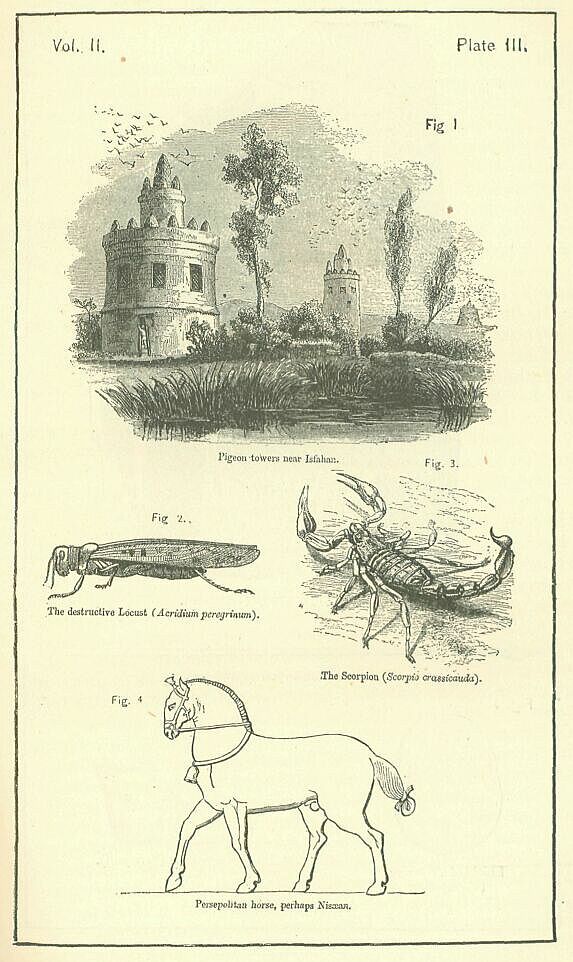 Vol. II.
Plate III.
Fig 1
Pigeon towers near Isfahan.
Fig. 3.
Fig 2..
The destructive Locust (Acridium peregrinum).
The Scorpion (Scorpio crassicauda).
Fig. 4
Persepolitan horse, perhaps Nisæan.